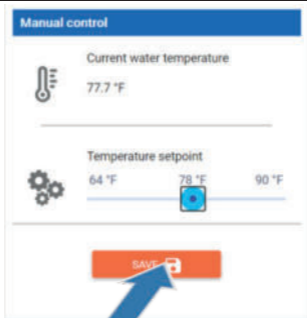 Manual control
Current water temperature
77.7 °F
Temperature setpoint
64 °F 78 °F 90 °F
SAVE